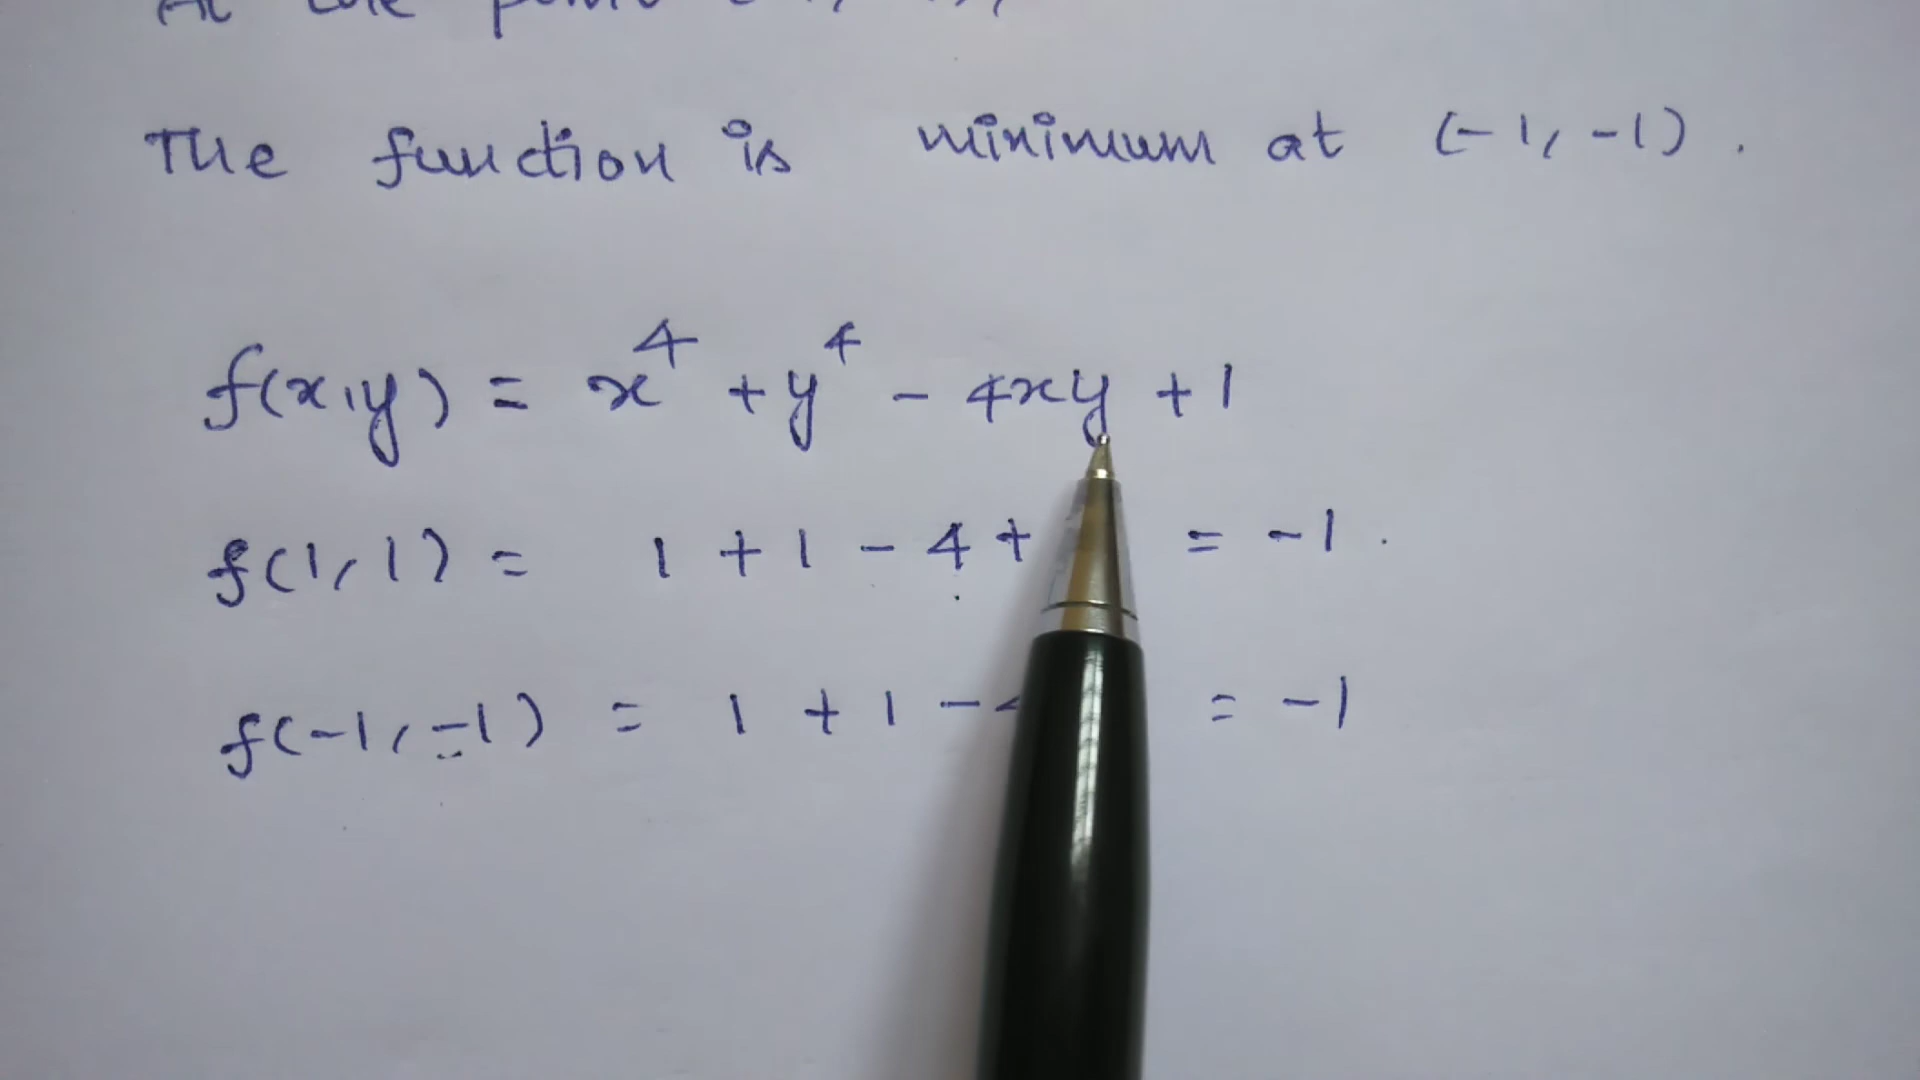 The function is minimum at (-1, -1).
f(x,y) = x⁴ + y⁴ - 4xy + 1
f(1, 1) = 1 + 1 - 4 + = -1.
f(-1, -1) = 1 + 1 - = -1